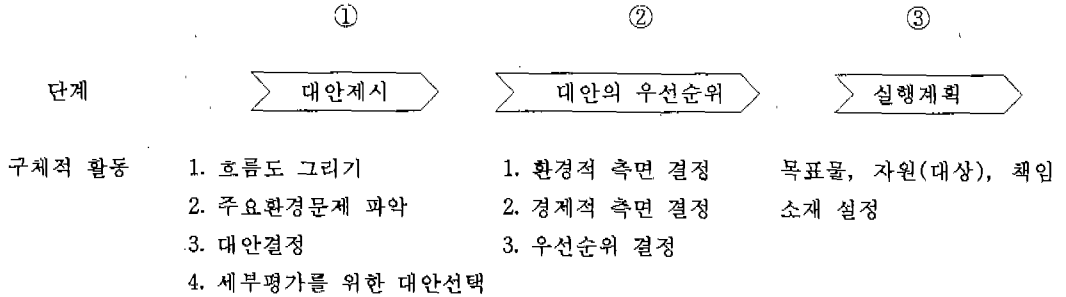 ① ② ③
단계 대안제시 대안의 우선순위 실행계획
구체적 활동 1. 흐름도 그리기 1. 환경적 측면 결정 목표물, 자원(대상), 책임
2. 주요환경문제 파악 2. 경제적 측면 결정 소재 설정
3. 대안결정 3. 우선순위 결정
4. 세부평가를 위한 대안선택